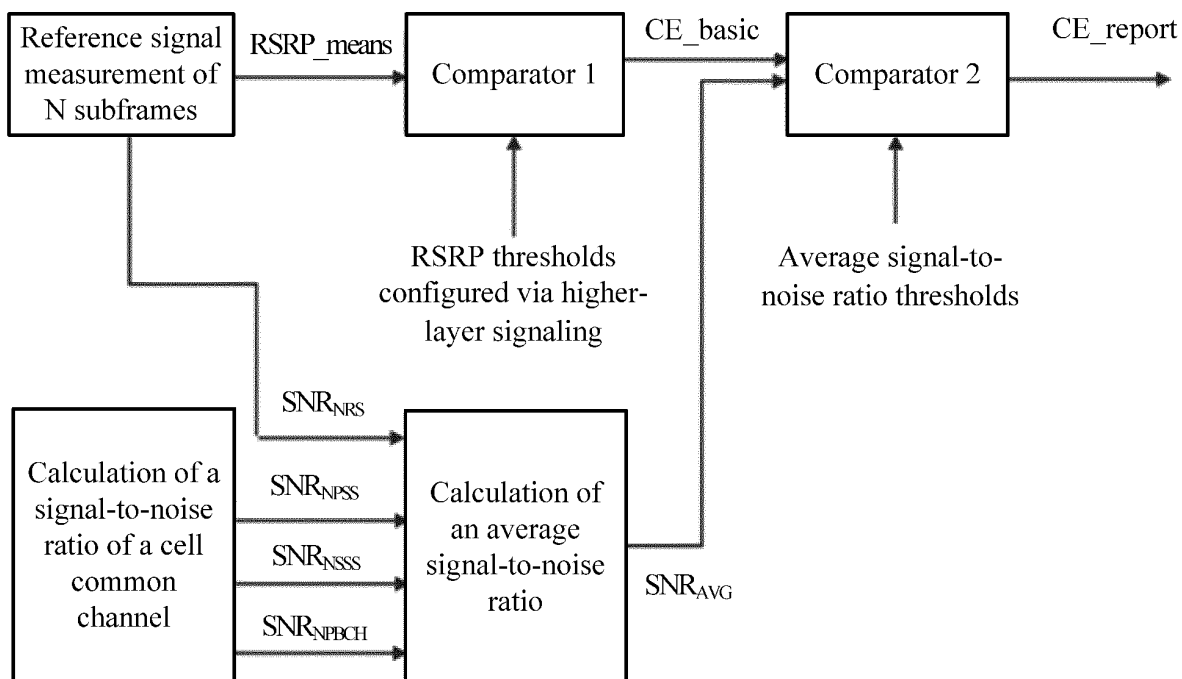 Reference signal
measurement of
N subframes
RSRP_means
Comparator 1
CE_basic
Comparator 2
CE_report
RSRP thresholds
configured via higher-
layer signaling
Average signal-to-
noise ratio thresholds
Calculation of a
signal-to-noise
ratio of a cell
common
channel
SNRNRS
SNRNPSS
SNRNSSS
SNRNPBCH
Calculation of
an average
signal-to-noise
ratio
SNRAVG